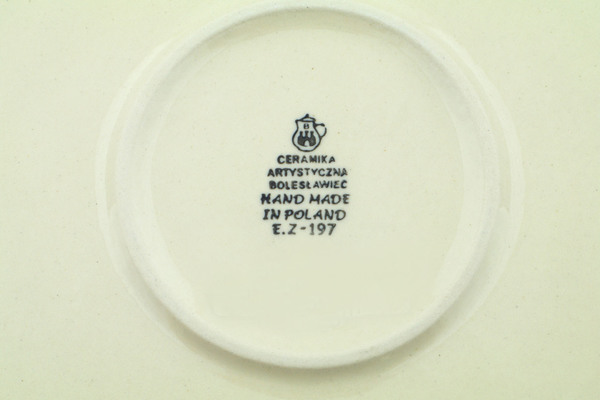 CERAMIKA
ARTYSTYCZNA
BOLESŁAWIEC
HAND MADE
IN POLAND
E.Z-197